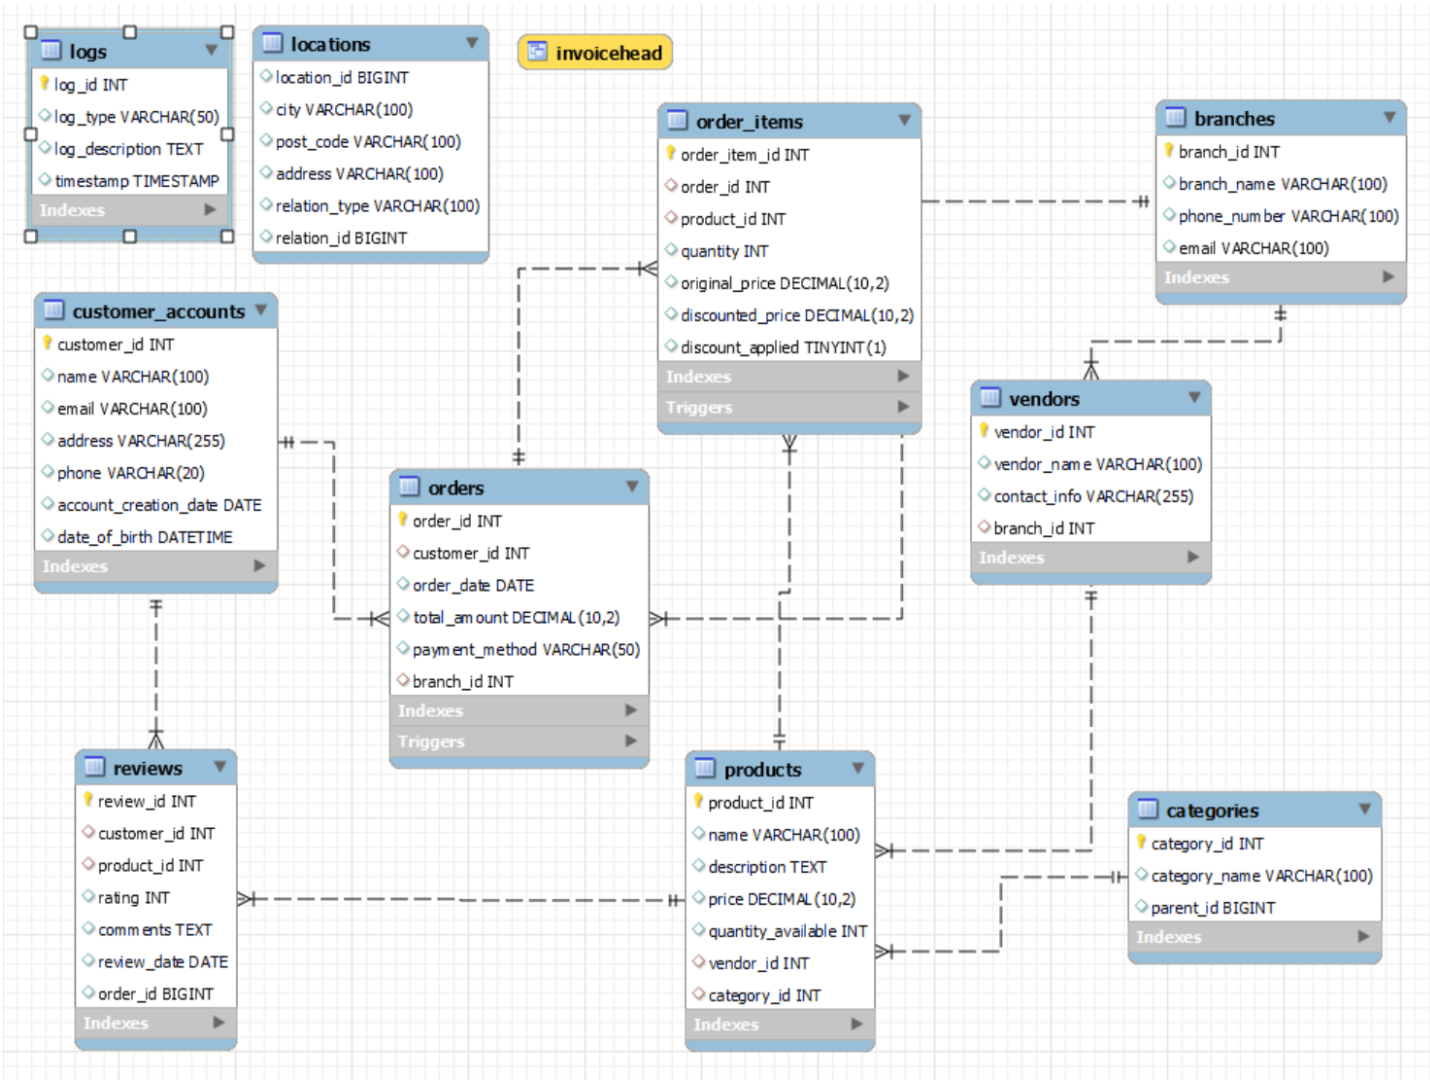 logs
log_id INT
log_type VARCHAR(50)
log_description TEXT
timestamp TIMESTAMP
Indexes
locations
location_id BIGINT
city VARCHAR(100)
post_code VARCHAR(100)
address VARCHAR(100)
relation_type VARCHAR(100)
relation_id BIGINT
invoicehead
order_items
order_item_id INT
order_id INT
product_id INT
quantity INT
original_price DECIMAL(10,2)
discounted_price DECIMAL(10,2)
discount_applied TINYINT(1)
Indexes
Triggers
branches
branch_id INT
branch_name VARCHAR(100)
phone_number VARCHAR(100)
email VARCHAR(100)
Indexes
customer_accounts
customer_id INT
name VARCHAR(100)
email VARCHAR(100)
address VARCHAR(255)
phone VARCHAR(20)
account_creation_date DATE
date_of_birth DATETIME
Indexes
vendors
vendor_id INT
vendor_name VARCHAR(100)
contact_info VARCHAR(255)
branch_id INT
Indexes
orders
order_id INT
customer_id INT
order_date DATE
total_amount DECIMAL(10,2)
payment_method VARCHAR(50)
branch_id INT
Indexes
Triggers
reviews
review_id INT
customer_id INT
product_id INT
rating INT
comments TEXT
review_date DATE
order_id BIGINT
Indexes
products
product_id INT
name VARCHAR(100)
description TEXT
price DECIMAL(10,2)
quantity_available INT
vendor_id INT
category_id INT
Indexes
categories
category_id INT
category_name VARCHAR(100)
parent_id BIGINT
Indexes